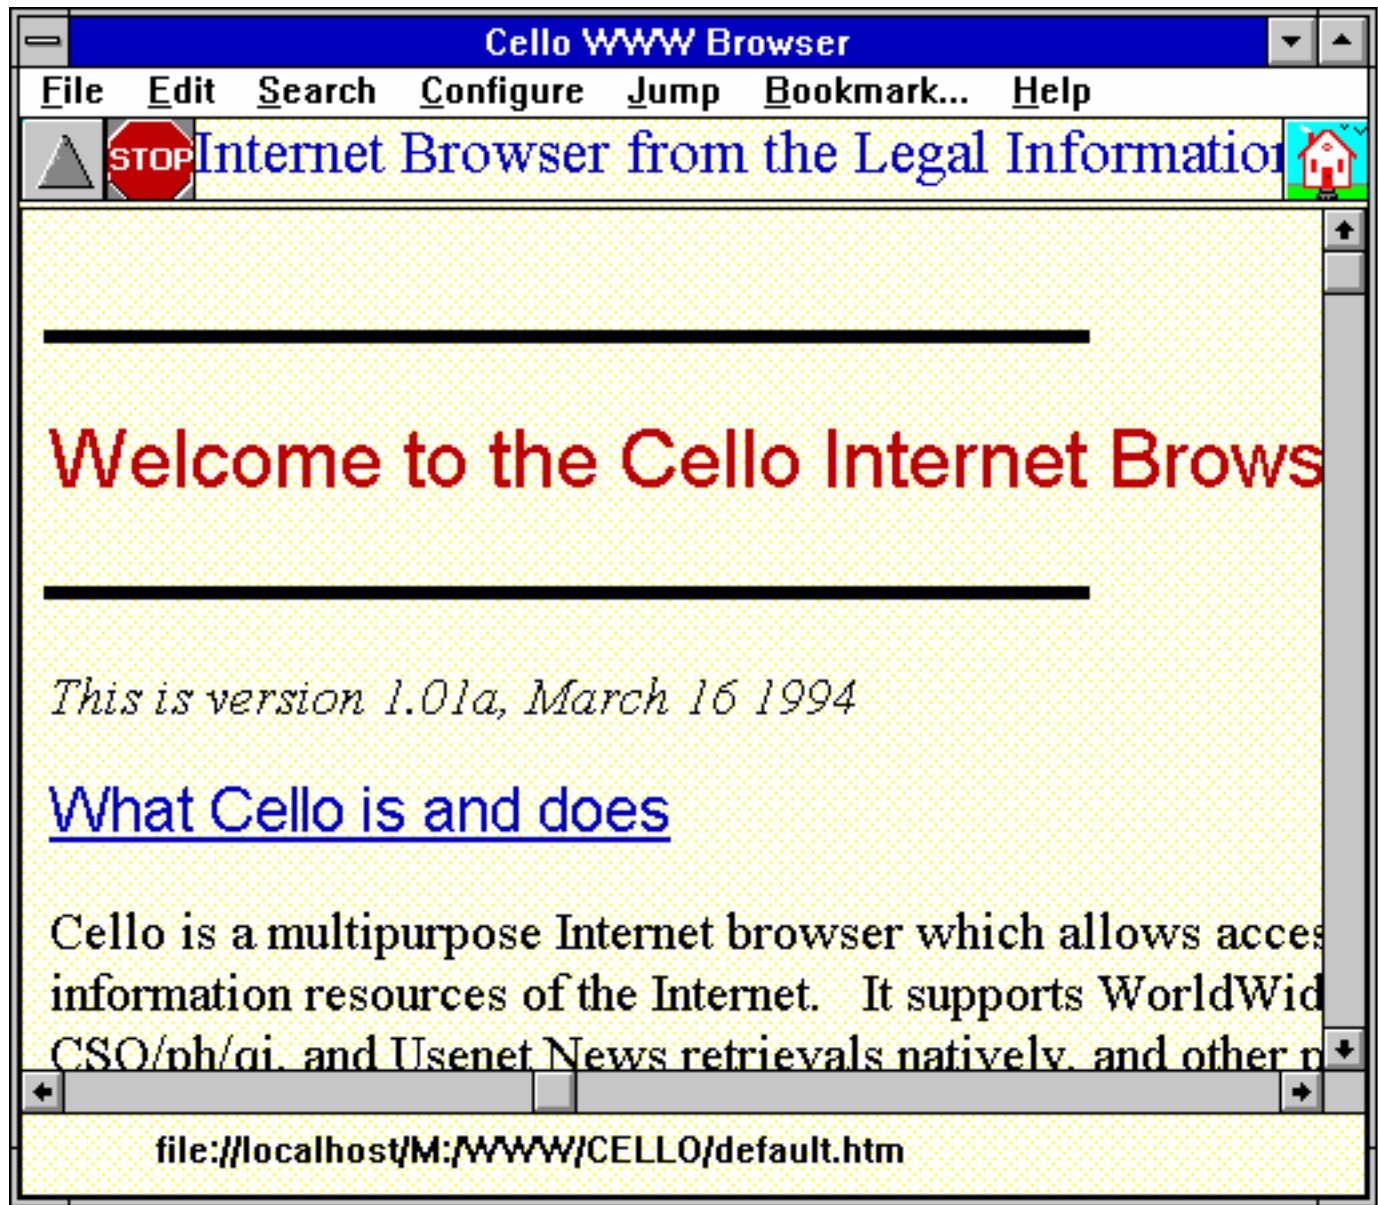 Cello WWW Browser
File Edit Search Configure Jump Bookmark... Help
STOP Internet Browser from the Legal Information
Welcome to the Cello Internet Brows
This is version 1.01a, March 16 1994
What Cello is and does
Cello is a multipurpose Internet browser which allows acces
information resources of the Internet. It supports WorldWid
CSO/ph/qi, and Usenet News retrievals natively, and other p
file://localhost/M:/WWW/CELLO/default.htm